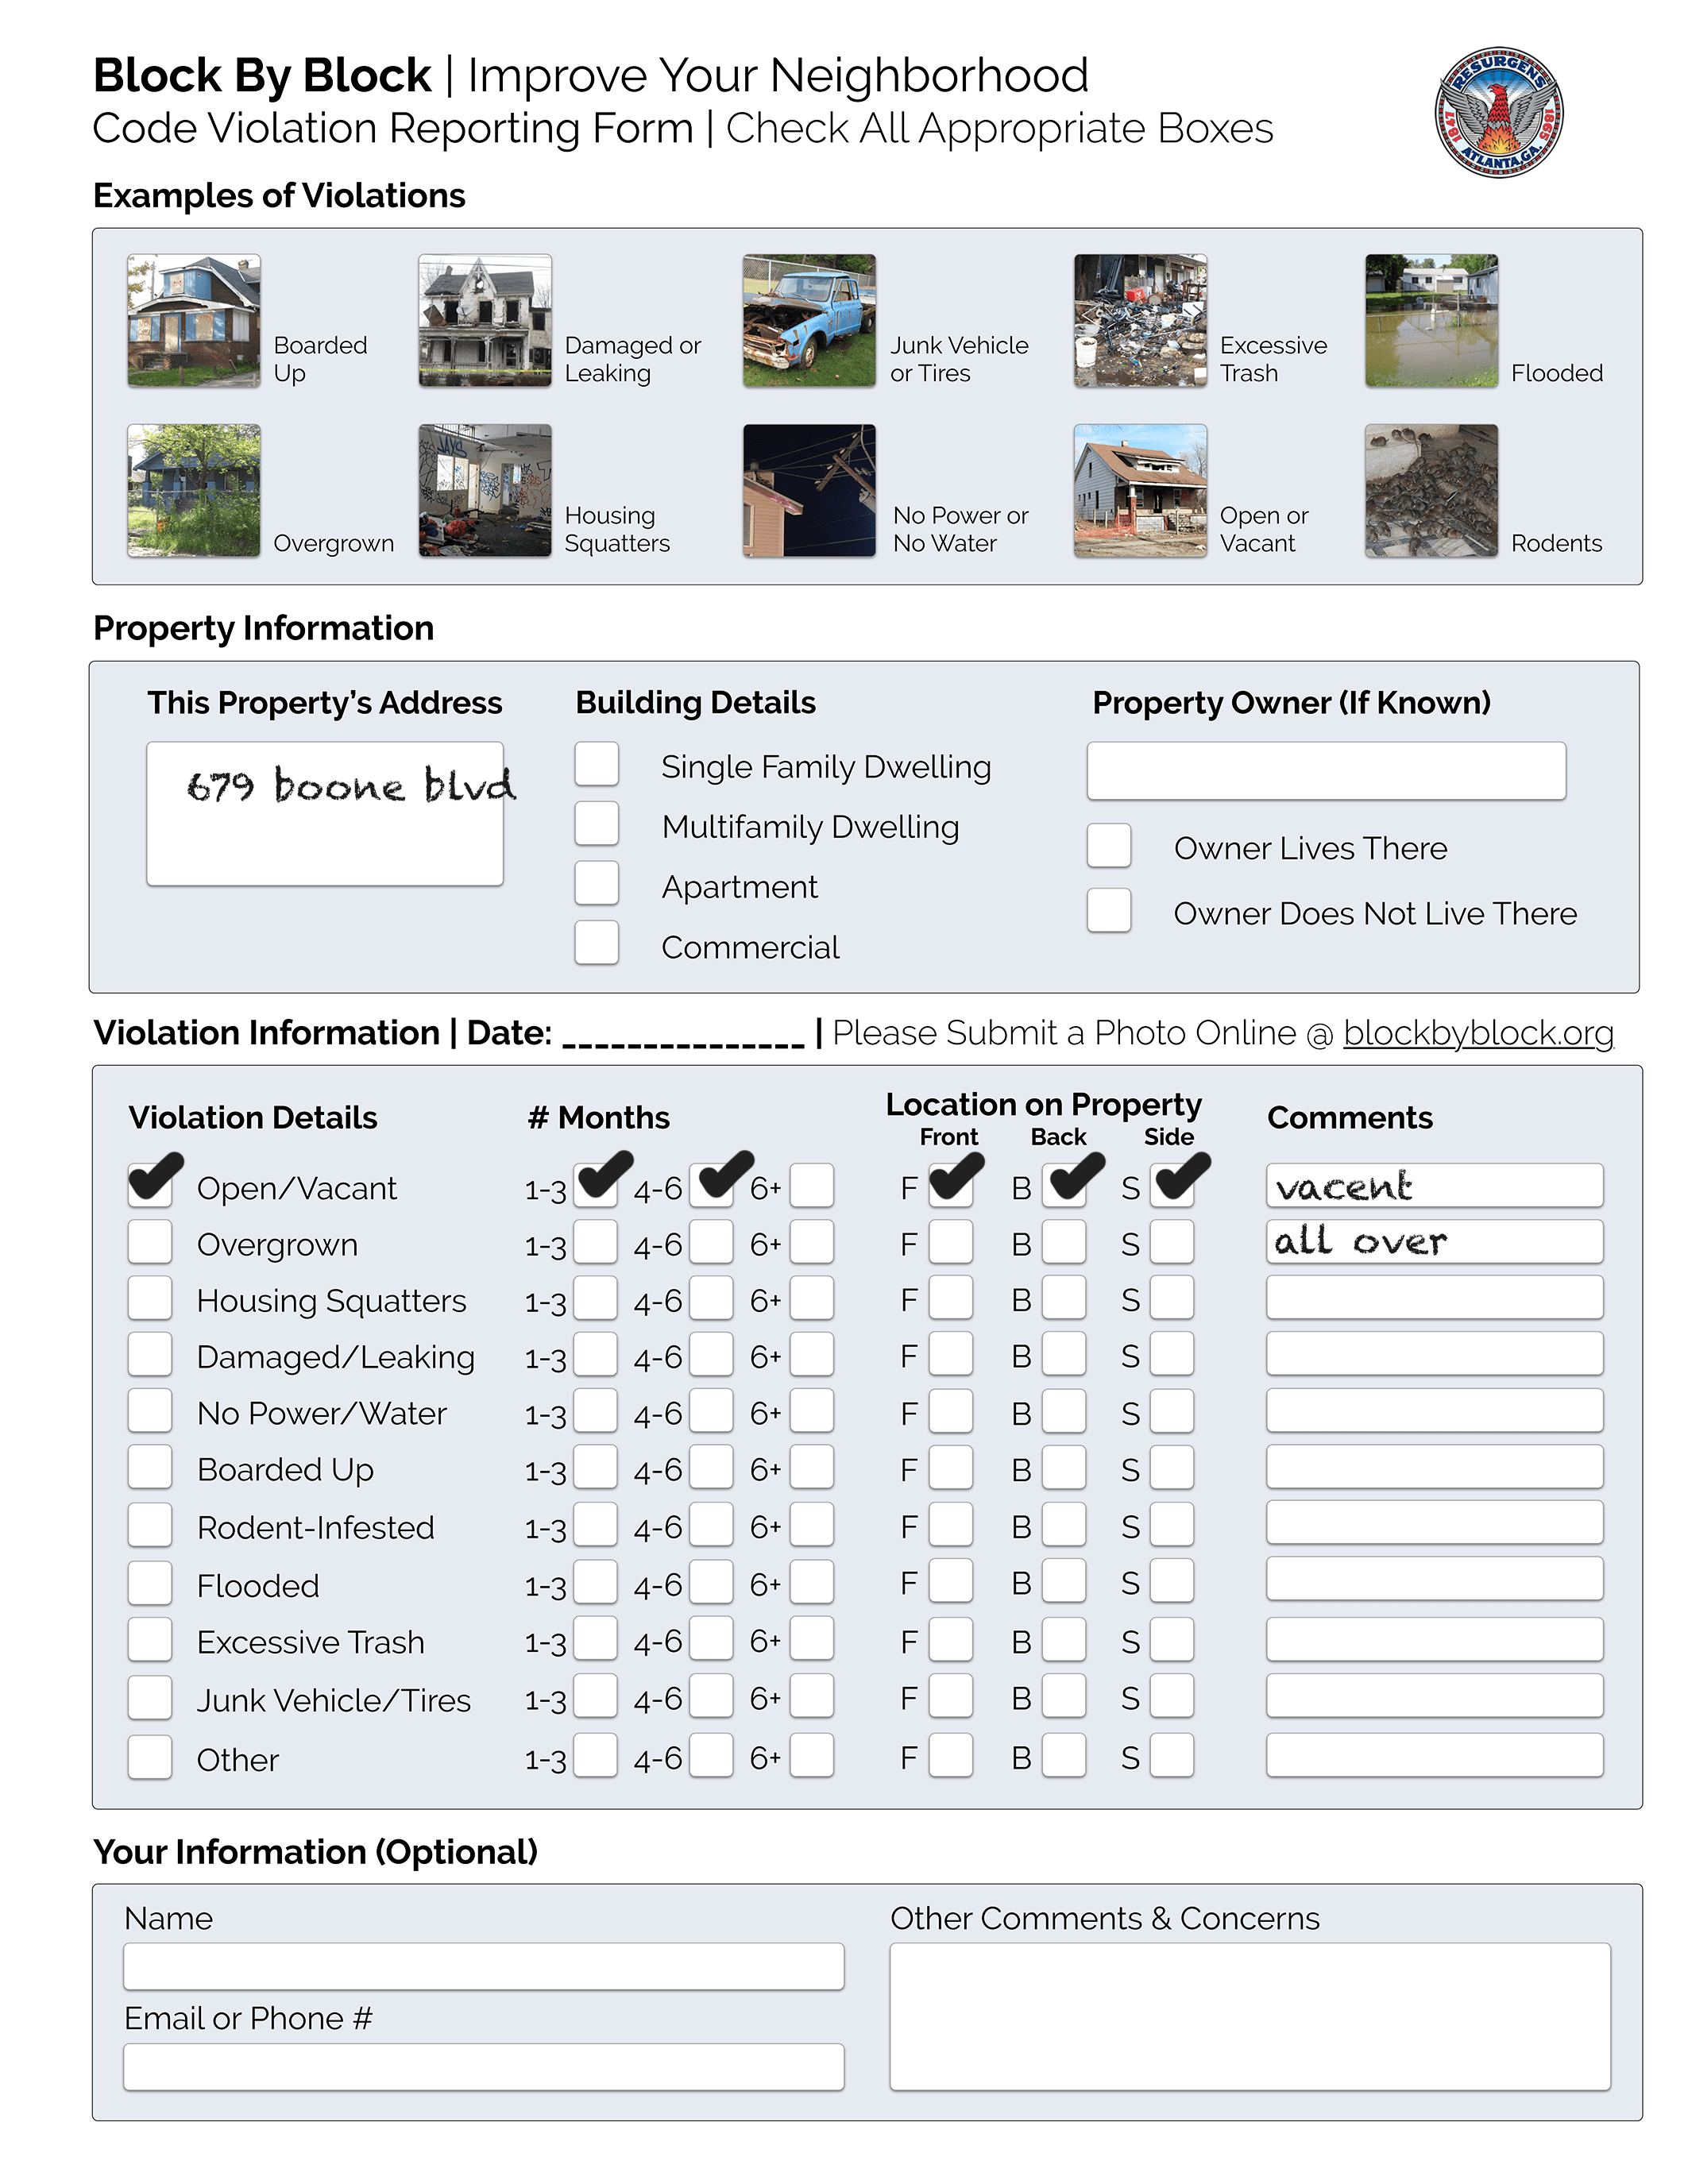 Block By Block | Improve Your Neighborhood
Code Violation Reporting Form | Check All Appropriate Boxes
RESURGENS
1847 1865
ATLANTA, GA.
Examples of Violations
Boarded
Up
Damaged or
Leaking
Junk Vehicle
or Tires
Excessive
Trash
Flooded
Overgrown
Housing
Squatters
No Power or
No Water
Open or
Vacant
Rodents
Property Information
This Property's Address
679 boone blvd
Building Details
Single Family Dwelling
Multifamily Dwelling
Apartment
Commercial
Property Owner (If Known)
Owner Lives There
Owner Does Not Live There
Violation Information | Date: _______________ | Please Submit a Photo Online @ blockbyblock.org
Violation Details # Months Location on Property Comments
Front Back Side
Open/Vacant 1-3 4-6 6+ F B S vacent
Overgrown 1-3 4-6 6+ F B S all over
Housing Squatters 1-3 4-6 6+ F B S
Damaged/Leaking 1-3 4-6 6+ F B S
No Power/Water 1-3 4-6 6+ F B S
Boarded Up 1-3 4-6 6+ F B S
Rodent-Infested 1-3 4-6 6+ F B S
Flooded 1-3 4-6 6+ F B S
Excessive Trash 1-3 4-6 6+ F B S
Junk Vehicle/Tires 1-3 4-6 6+ F B S
Other 1-3 4-6 6+ F B S
Your Information (Optional)
Name
Email or Phone #
Other Comments & Concerns